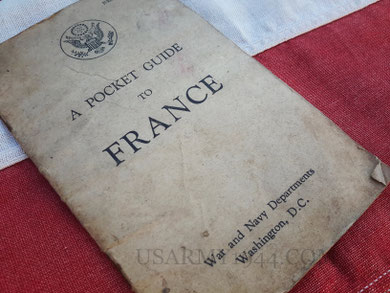 A POCKET GUIDE
TO
FRANCE
War and Navy Departments
Washington, D.C.